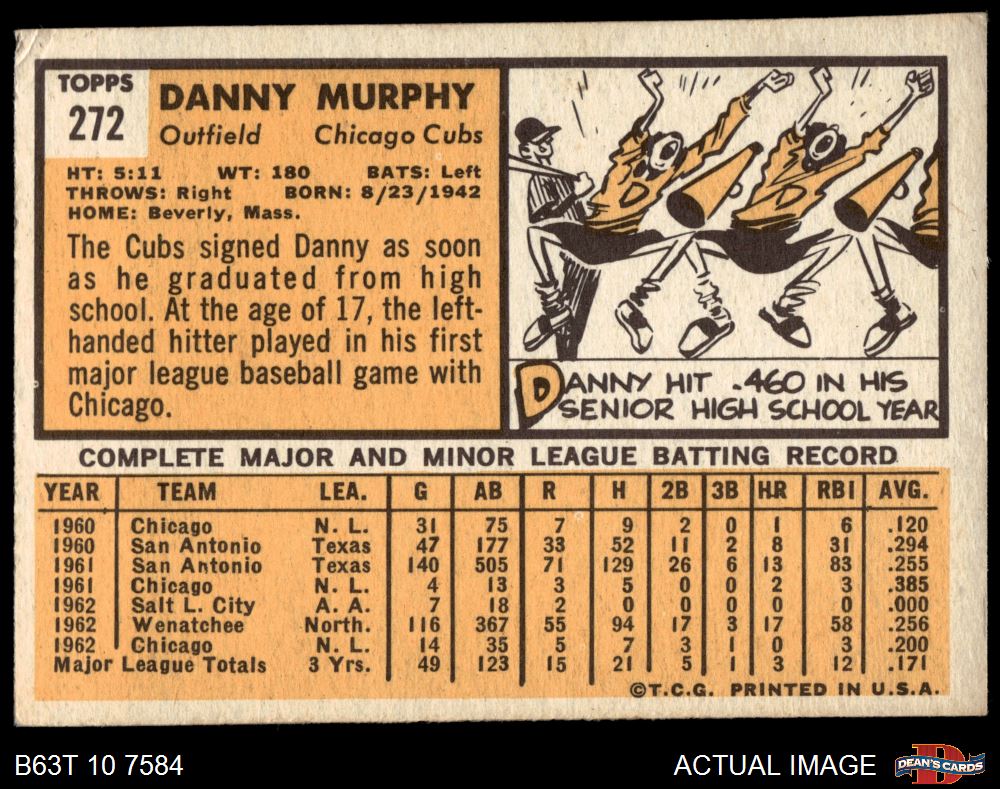 TOPPS
272
DANNY MURPHY
Outfield Chicago Cubs
HT: 5:11 WT: 180 BATS: Left
THROWS: Right BORN: 8/23/1942
HOME: Beverly, Mass.
The Cubs signed Danny as soon
as he graduated from high
school. At the age of 17, the left-
handed hitter played in his first
major league baseball game with
Chicago.
D
D
DANNY HIT .460 IN HIS
SENIOR HIGH SCHOOL YEAR
COMPLETE MAJOR AND MINOR LEAGUE BATTING RECORD
YEAR TEAM LEA. G AB R H 2B 3B HR RBI AVG.
1960 Chicago N. L. 31 75 7 9 2 0 1 6 .120
1960 San Antonio Texas 47 177 33 52 11 2 8 31 .294
1961 San Antonio Texas 140 505 71 129 26 6 13 83 .255
1961 Chicago N. L. 4 13 3 5 0 0 2 3 .385
1962 Salt L. City A. A. 7 18 2 0 0 0 0 0 .000
1962 Wenatchee North. 116 367 55 94 17 3 17 58 .256
1962 Chicago N. L. 14 35 5 7 3 1 0 3 .200
Major League Totals 3 Yrs. 49 123 15 21 5 1 3 12 .171
©T.C.G. PRINTED IN U.S.A.
B63T 10 7584 ACTUAL IMAGE
DEAN'S CARDS